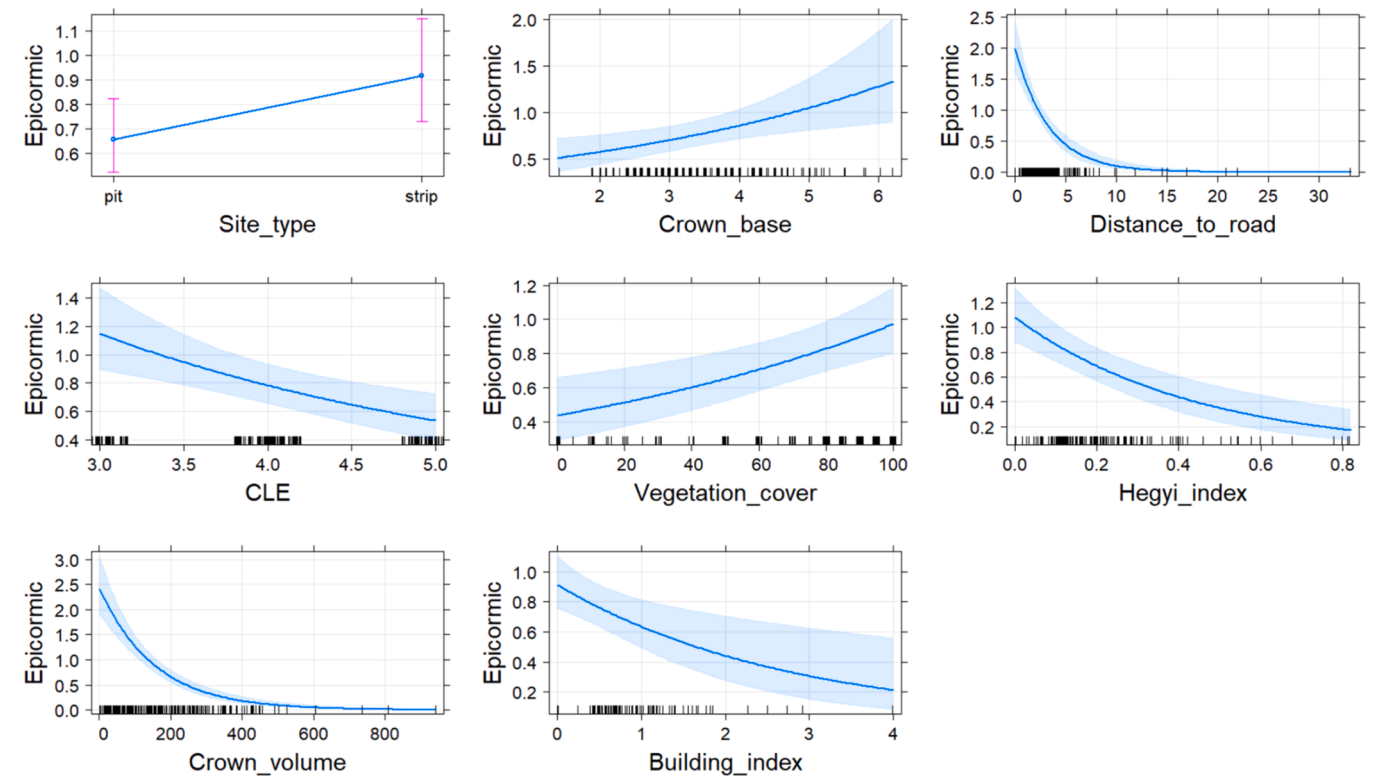 Epicormic
1.1
1.0
0.9
0.8
0.7
0.6
pit
strip
Site_type
Epicormic
2.0
1.5
1.0
0.5
2 3 4 5 6
Crown_base
Epicormic
2.5
2.0
1.5
1.0
0.5
0.0
0 5 10 15 20 25 30
Distance_to_road
Epicormic
1.4
1.2
1.0
0.8
0.6
0.4
3.0 3.5 4.0 4.5 5.0
CLE
Epicormic
1.2
1.0
0.8
0.6
0.4
0 20 40 60 80 100
Vegetation_cover
Epicormic
1.2
1.0
0.8
0.6
0.4
0.2
0.0 0.2 0.4 0.6 0.8
Hegyi_index
Epicormic
3.0
2.5
2.0
1.5
1.0
0.5
0.0
0 200 400 600 800
Crown_volume
Epicormic
1.0
0.8
0.6
0.4
0.2
0 1 2 3 4
Building_index